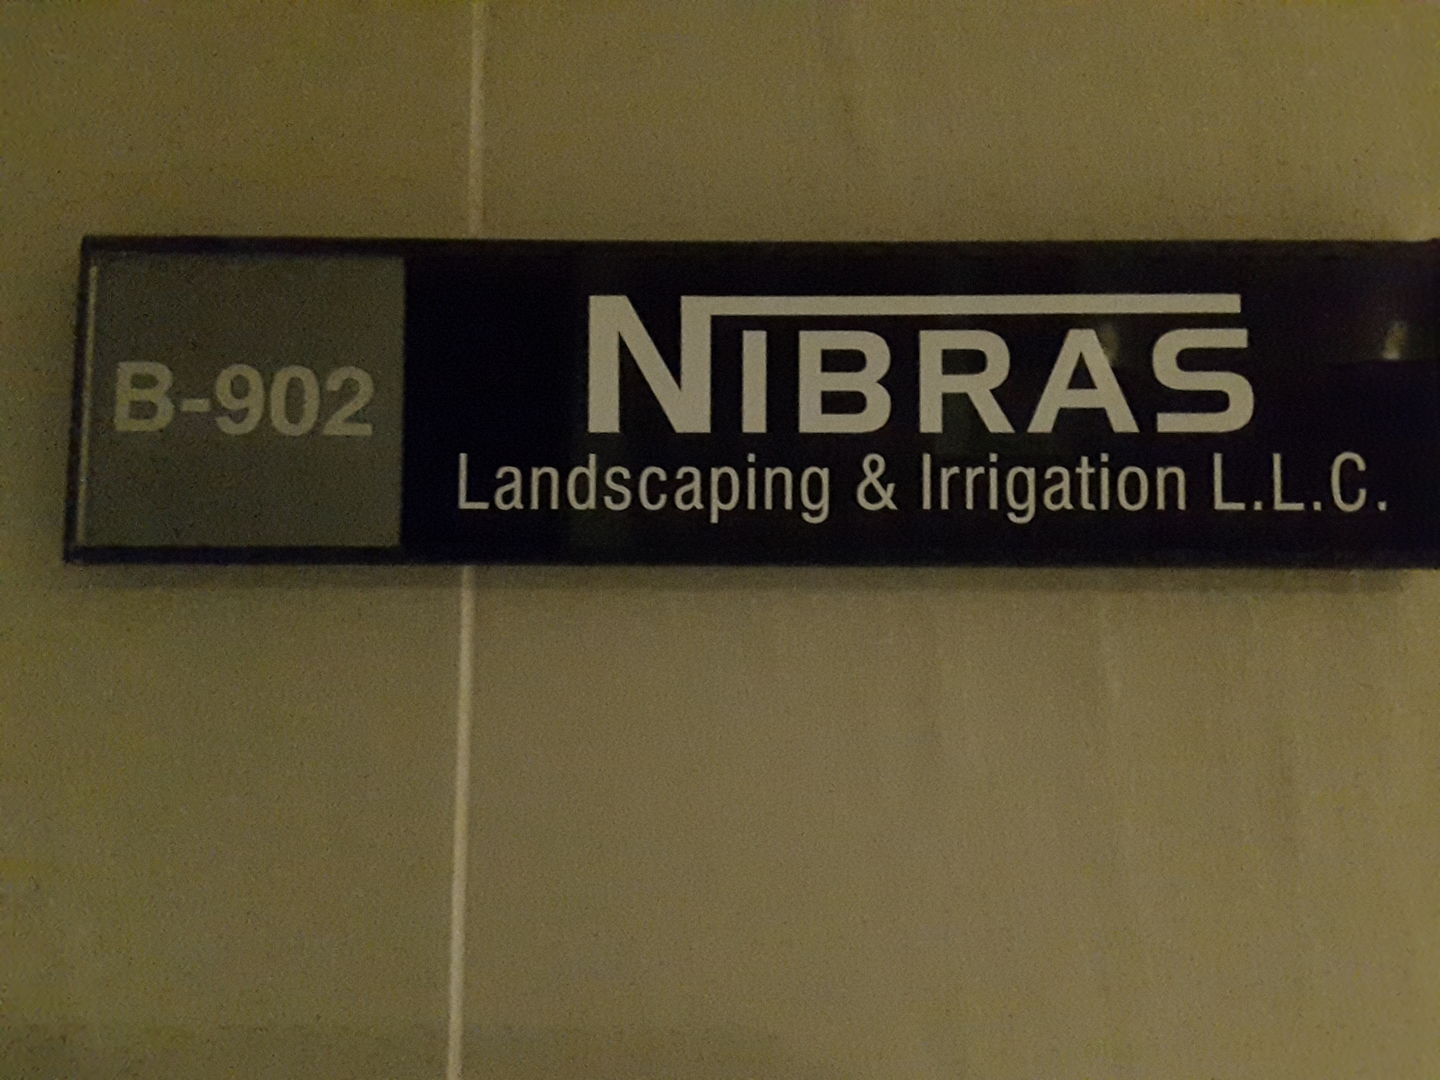 B-902
NIBRAS
Landscaping & Irrigation L.L.C.